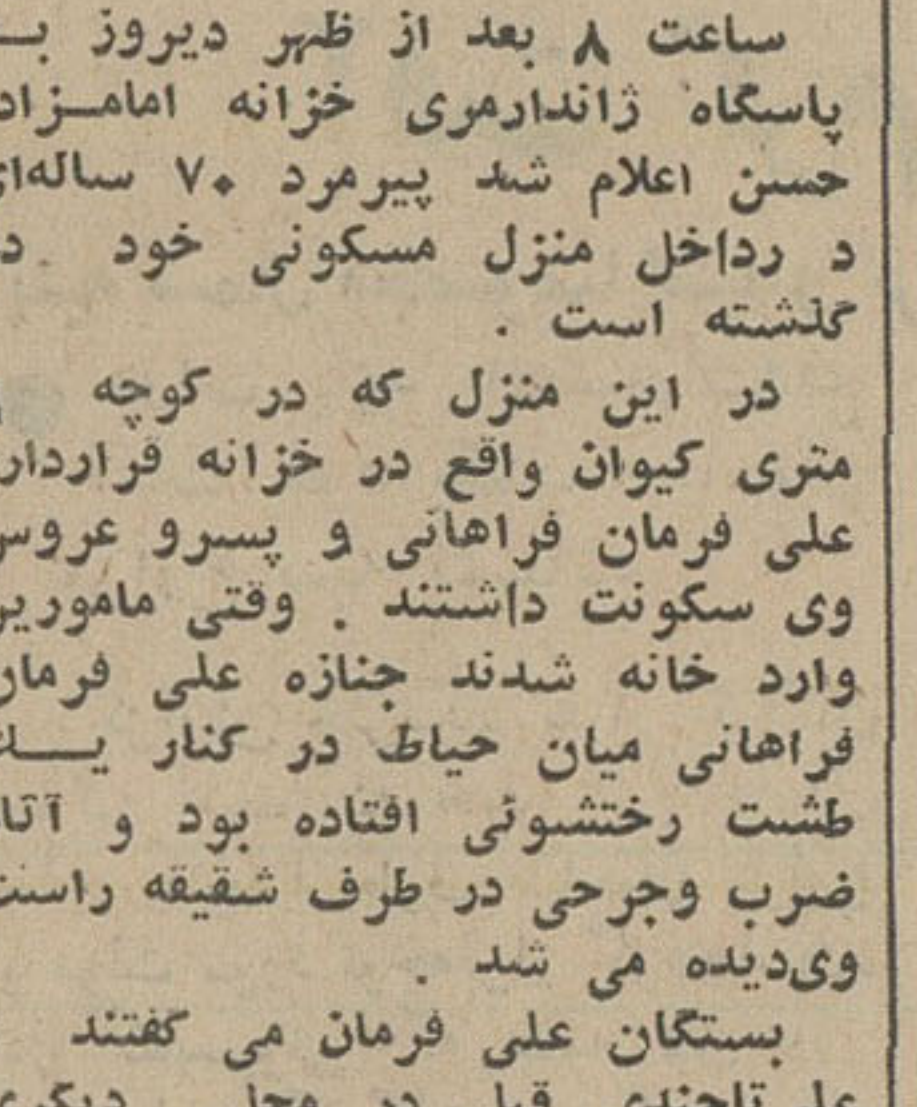 ساعت ۸ بعد از ظهر دیروز بـ
پاسگاه ژاندارمری خزانه امامـزاد
حسن اعلام شد پیرمرد ۷۰ ساله‌ای
د رداخل منزل مسکونی خود د
گذشته است .
در این منزل که در کوچه
متری کیوان واقع در خزانه قراردار
علی فرمان فراهانی و پسرو عروس
وی سکونت داشتند . وقتی مامورین
وارد خانه شدند جنازه علی فرمان
فراهانی میان حیاط در کنار یـــک
طشت رختشوئی افتاده بود و آثا
ضرب وجرحی در طرف شقیقه راست
وی‌دیده می شد .
بستگان علی فرمان می گفتند